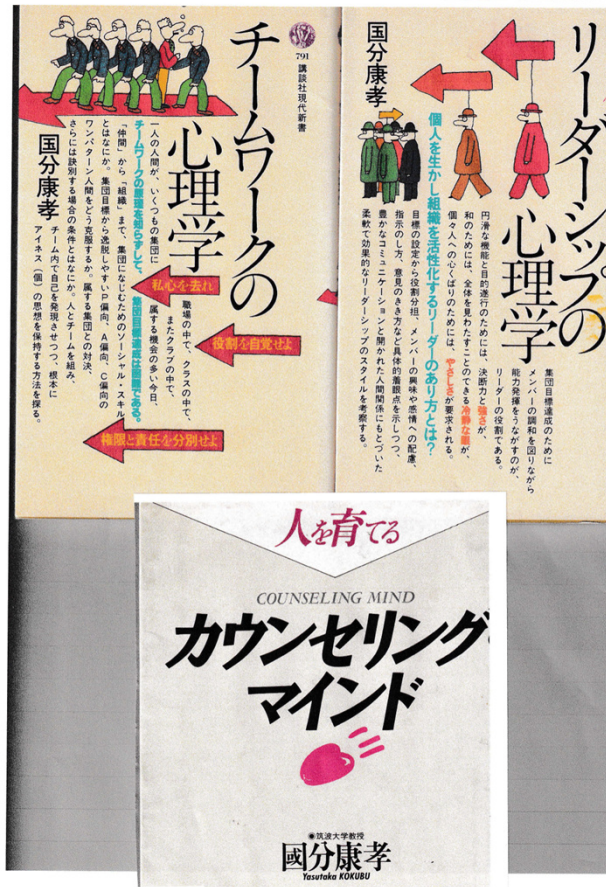 リーダーシップの
心理学
国分康孝
個人を生かし組織を活性化するリーダーのあり方とは?
集団目標達成のために
メンバーの調和を図りながら
能力発揮をうながすのが、
リーダーの役割である。
円滑な機能と目的遂行のためには、決断力と強さが、
和のためには、全体を見わたすことのできる冷静な眼が、
個々人への心くばりのためには、やさしさが要求される。
目標の設定から役割分担、メンバーの興味や感情への配慮、
指示のし方、意見のきき方など具体的着眼点を示しつつ、
豊かなコミュニケーションと開かれた人間関係にもとづいた
柔軟で効果的なリーダーシップのスタイルを考察する。
791
講談社現代新書
チームワークの
心理学
国分康孝
一人の人間が、いくつもの集団に
属する機会の多い今日、
チームワークの原理を知らずして、集団目標達成は困難である。
職場の中で、クラスの中で、
またクラブの中で、
「仲間」から「組織」まで、集団になじむためのソーシャル・スキル
とはなにか。集団目標から逸脱しやすいP偏向、A偏向、C偏向の
ワンパターン人間をどう克服するか。属する集団との対決、
さらには訣別する場合の条件とはなにか。人とチームを組み、
チーム内で自己を発現させつつ、根本に
アイネス(個)の思想を保持する方法を探る。
私心を去れ
役割を自覚せよ
権限と責任を分別せよ
人を育てる
COUNSELING MIND
カウンセリング
マインド
●筑波大学教授
國分康孝
Yasutaka KOKUBU